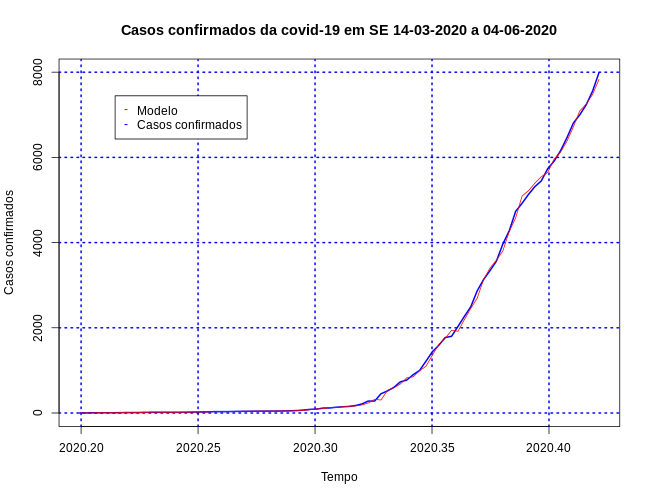 Casos confirmados da covid-19 em SE 14-03-2020 a 04-06-2020
8000
6000
4000
2000
0
Casos confirmados
- Modelo
- Casos confirmados
2020.20 2020.25 2020.30 2020.35 2020.40
Tempo